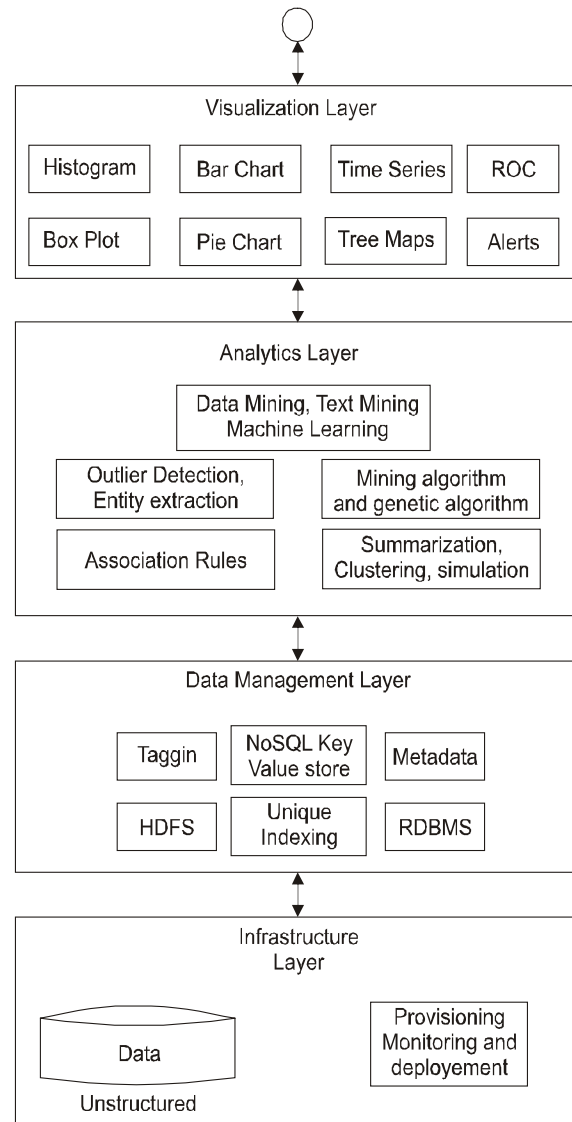 Visualization Layer
Histogram
Bar Chart
Time Series
ROC
Box Plot
Pie Chart
Tree Maps
Alerts
Analytics Layer
Data Mining, Text Mining
Machine Learning
Outlier Detection,
Entity extraction
Mining algorithm
and genetic algorithm
Association Rules
Summarization,
Clustering, simulation
Data Management Layer
Taggin
NoSQL Key
Value store
Metadata
HDFS
Unique
Indexing
RDBMS
Infrastructure
Layer
Data
Unstructured
Provisioning
Monitoring and
deployement